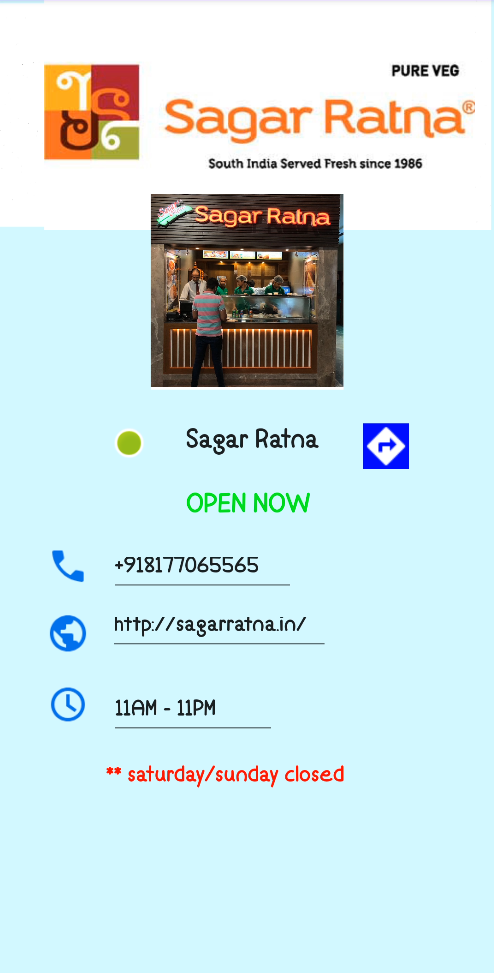 PURE VEG
Sagar Ratna®
South India Served Fresh since 1986
Sagar Ratna
Sagar Ratna
OPEN NOW
+918177065565
http://sagarratna.in/
11AM - 11PM
** saturday/sunday closed